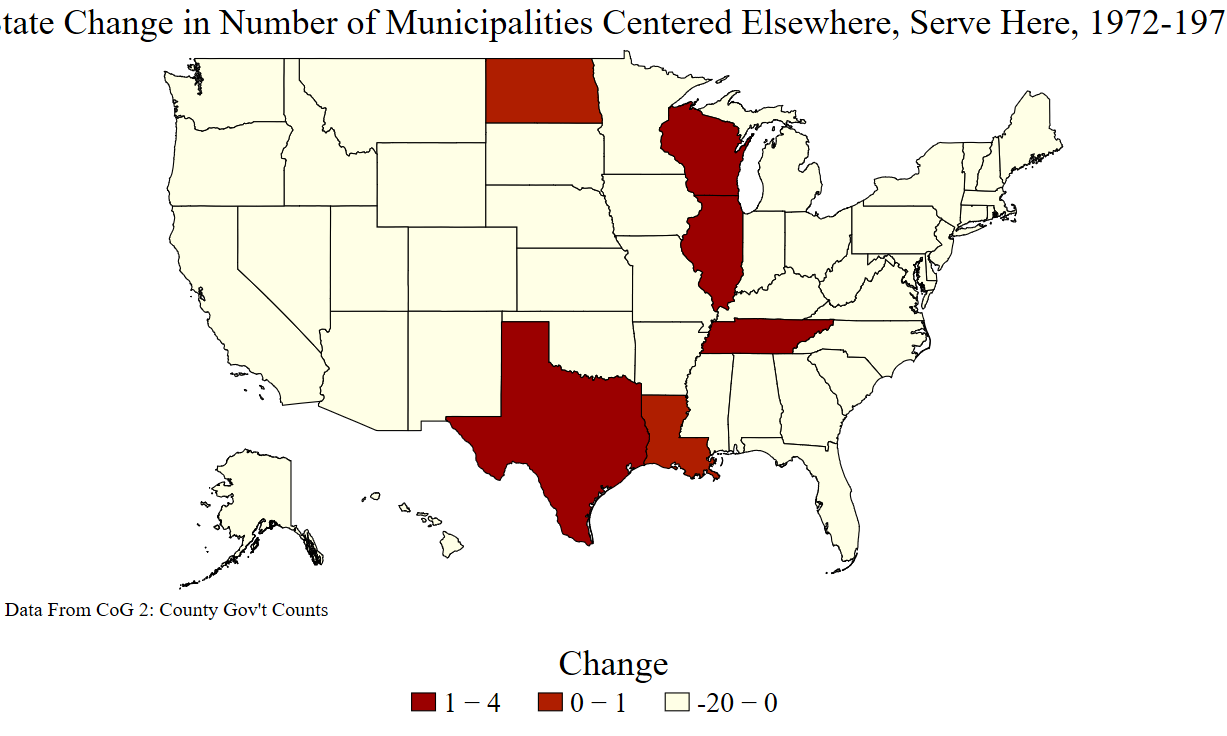 tate Change in Number of Municipalities Centered Elsewhere, Serve Here, 1972-197
Data From CoG 2: County Gov't Counts
Change
1 − 4 0 − 1 -20 − 0